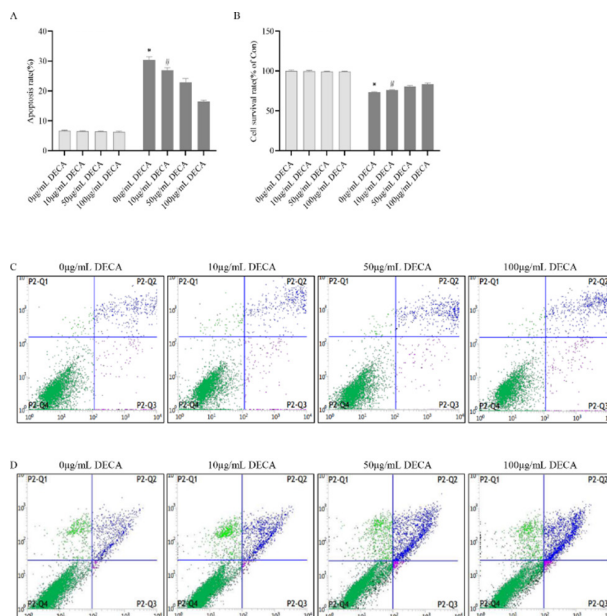 A
B
Apoptosis rate(%)
40
30
20
10
0
*
#
0μg/mL DECA
10μg/mL DECA
50μg/mL DECA
100μg/mL DECA
0μg/mL DECA
10μg/mL DECA
50μg/mL DECA
100μg/mL DECA
Cell survival rate(% of Con)
150
100
50
0
*
#
0μg/mL DECA
10μg/mL DECA
50μg/mL DECA
100μg/mL DECA
0μg/mL DECA
10μg/mL DECA
50μg/mL DECA
100μg/mL DECA
C 0μg/mL DECA 10μg/mL DECA 50μg/mL DECA 100μg/mL DECA
P2-Q1 P2-Q2 P2-Q1 P2-Q2 P2-Q1 P2-Q2 P2-Q1 P2-Q2
P2-Q4 P2-Q3 P2-Q4 P2-Q3 P2-Q4 P2-Q3 P2-Q4 P2-Q3
D 0μg/mL DECA 10μg/mL DECA 50μg/mL DECA 100μg/mL DECA
P2-Q1 P2-Q2 P2-Q1 P2-Q2 P2-Q1 P2-Q2 P2-Q1 P2-Q2
P2-Q4 P2-Q3 P2-Q4 P2-Q3 P2-Q4 P2-Q3 P2-Q4 P2-Q3